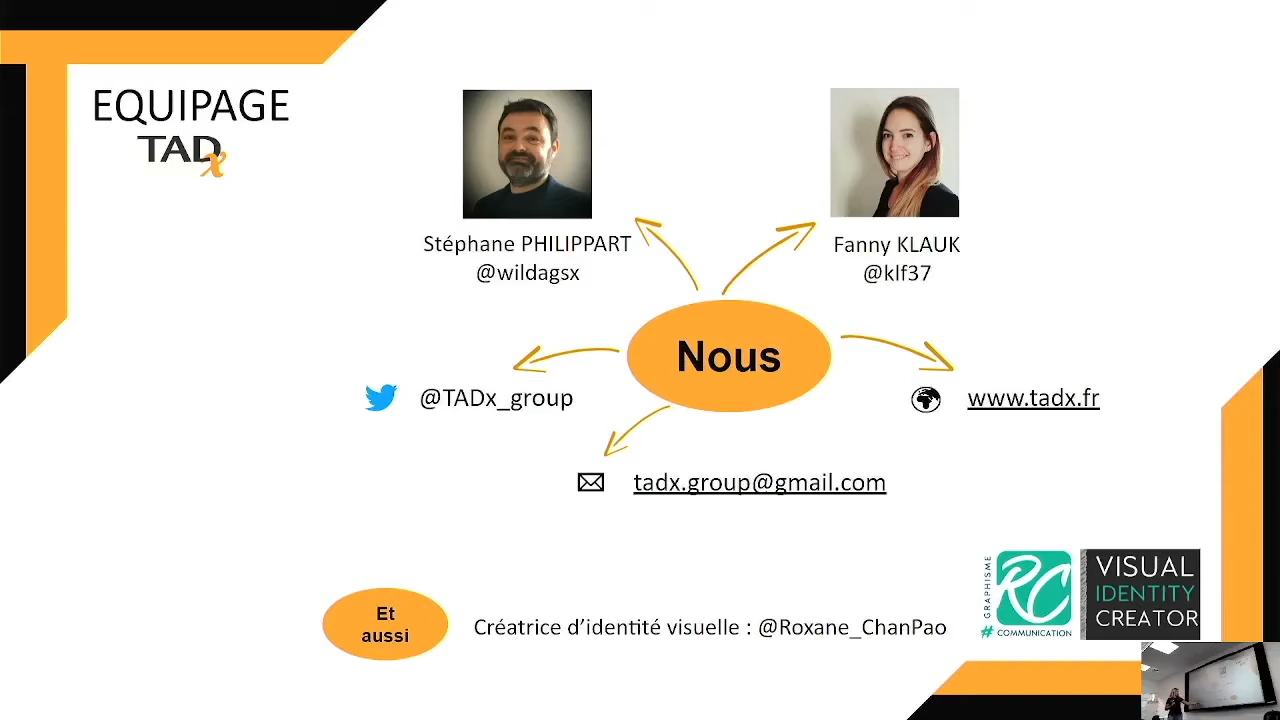 EQUIPAGE
TADx
Stéphane PHILIPPART
@wildagsx
Fanny KLAUK
@klf37
Nous
@TADx_group
www.tadx.fr
tadx.group@gmail.com
Et
aussi
Créatrice d’identité visuelle : @Roxane_ChanPao
# GRAPHISME
RC
COMMUNICATION
VISUAL
IDENTITY
CREATOR